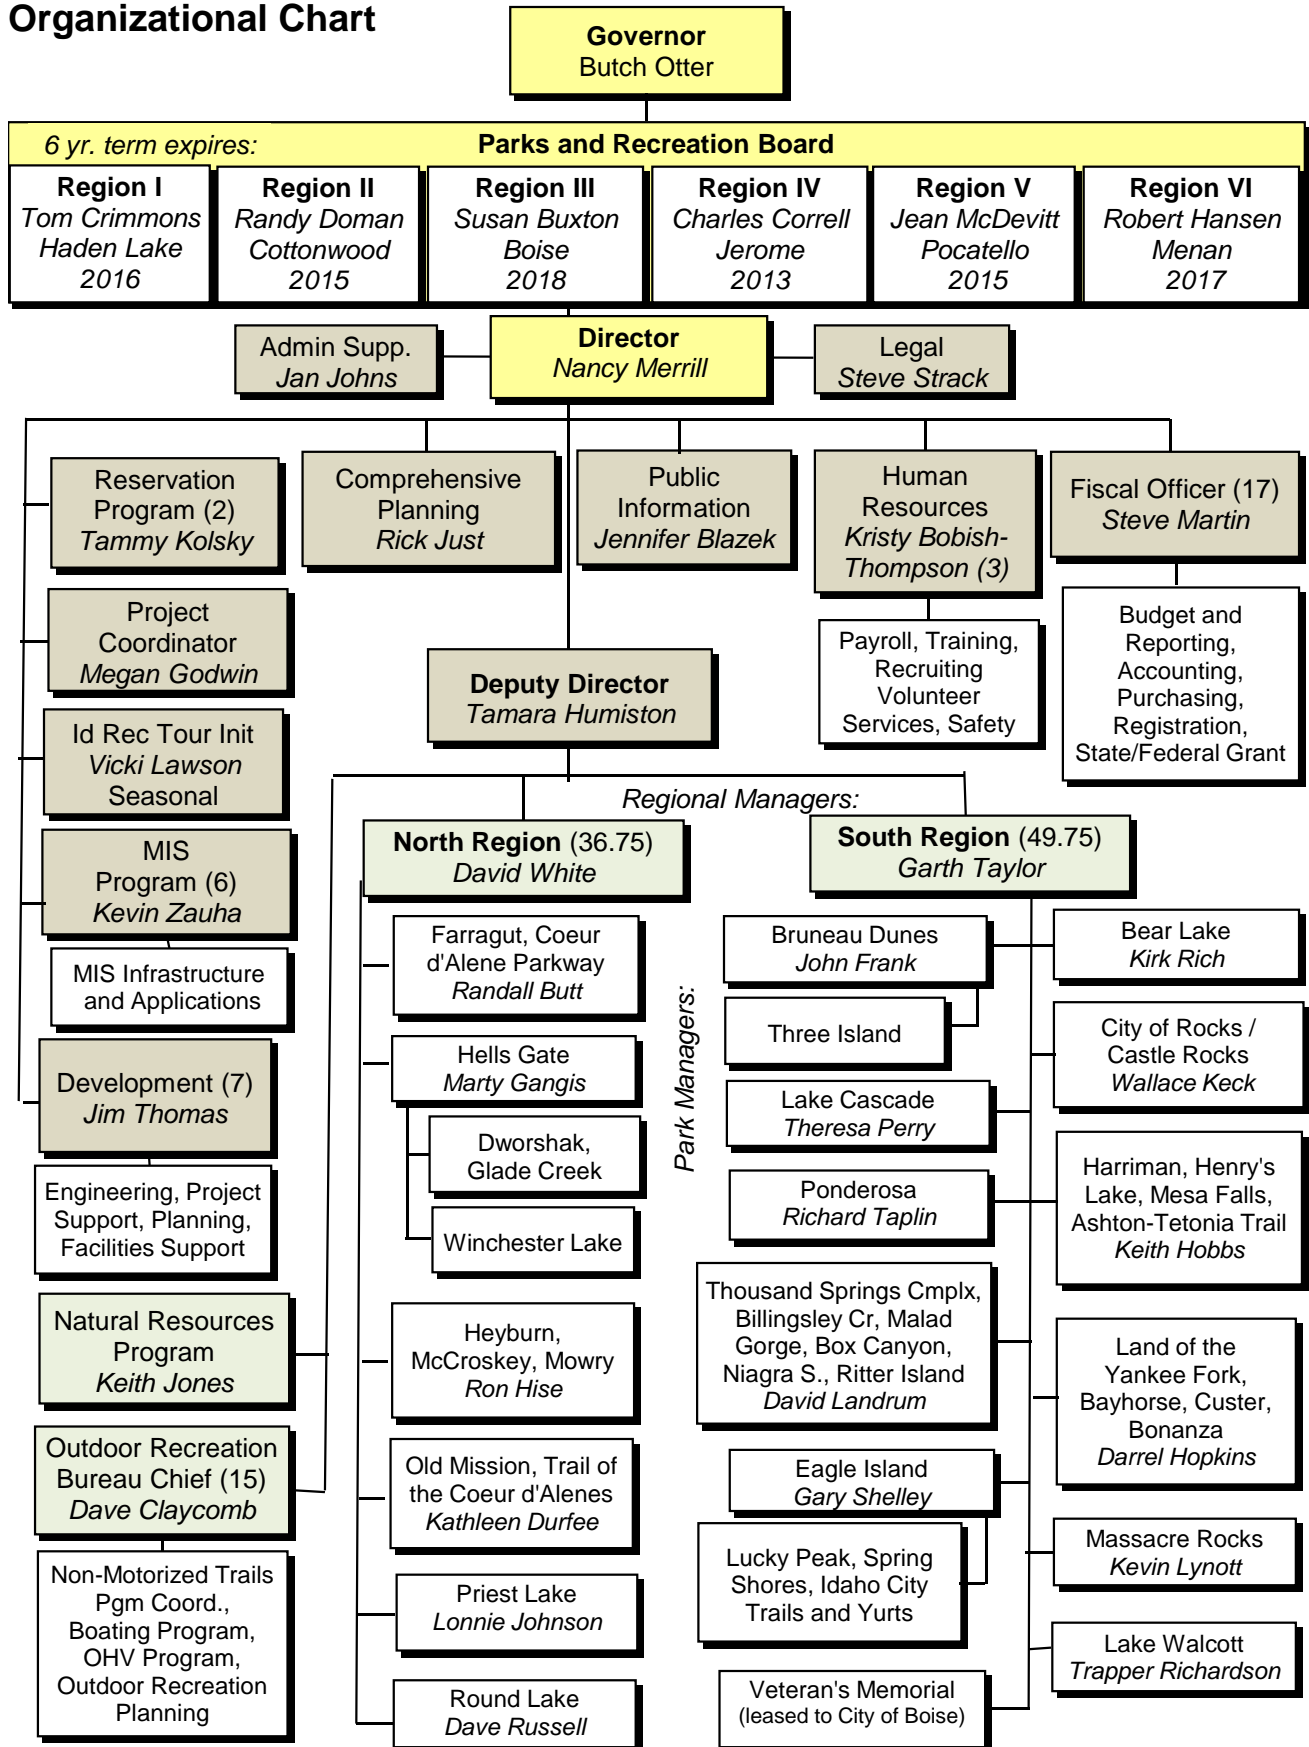 Organizational Chart
Governor
Butch Otter
6 yr. term expires:
Parks and Recreation Board
Region I
Tom Crimmons
Haden Lake
2016
Region II
Randy Doman
Cottonwood
2015
Region III
Susan Buxton
Boise
2018
Region IV
Charles Correll
Jerome
2013
Region V
Jean McDevitt
Pocatello
2015
Region VI
Robert Hansen
Menan
2017
Admin Supp.
Jan Johns
Director
Nancy Merrill
Legal
Steve Strack
Reservation
Program (2)
Tammy Kolsky
Comprehensive
Planning
Rick Just
Public
Information
Jennifer Blazek
Human
Resources
Kristy Bobish-
Thompson (3)
Fiscal Officer (17)
Steve Martin
Payroll, Training,
Recruiting
Volunteer
Services, Safety
Budget and
Reporting,
Accounting,
Purchasing,
Registration,
State/Federal Grant
Project
Coordinator
Megan Godwin
Id Rec Tour Init
Vicki Lawson
Seasonal
MIS
Program (6)
Kevin Zauha
MIS Infrastructure
and Applications
Development (7)
Jim Thomas
Engineering, Project
Support, Planning,
Facilities Support
Deputy Director
Tamara Humiston
Natural Resources
Program
Keith Jones
Outdoor Recreation
Bureau Chief (15)
Dave Claycomb
Non-Motorized Trails
Pgm Coord.,
Boating Program,
OHV Program,
Outdoor Recreation
Planning
Regional Managers:
North Region (36.75)
David White
South Region (49.75)
Garth Taylor
Farragut, Coeur
d'Alene Parkway
Randall Butt
Hells Gate
Marty Gangis
Dworshak,
Glade Creek
Winchester Lake
Heyburn,
McCroskey, Mowry
Ron Hise
Old Mission, Trail of
the Coeur d'Alenes
Kathleen Durfee
Priest Lake
Lonnie Johnson
Round Lake
Dave Russell
Park Managers:
Bruneau Dunes
John Frank
Three Island
Lake Cascade
Theresa Perry
Ponderosa
Richard Taplin
Thousand Springs Cmplx,
Billingsley Cr, Malad
Gorge, Box Canyon,
Niagra S., Ritter Island
David Landrum
Eagle Island
Gary Shelley
Lucky Peak, Spring
Shores, Idaho City
Trails and Yurts
Veteran's Memorial
(leased to City of Boise)
Bear Lake
Kirk Rich
City of Rocks /
Castle Rocks
Wallace Keck
Harriman, Henry's
Lake, Mesa Falls,
Ashton-Tetonia Trail
Keith Hobbs
Land of the
Yankee Fork,
Bayhorse, Custer,
Bonanza
Darrel Hopkins
Massacre Rocks
Kevin Lynott
Lake Walcott
Trapper Richardson